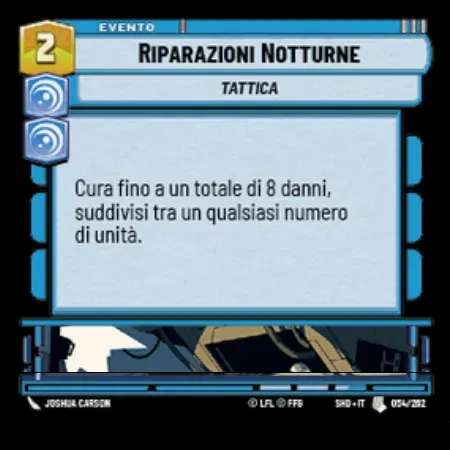 EVENTO
2
RIPARAZIONI NOTTURNE
TATTICA
Cura fino a un totale di 8 danni,
suddivisi tra un qualsiasi numero
di unità.
JOSHUA CARSON
© LFL © FFG
SHD • IT
054/262